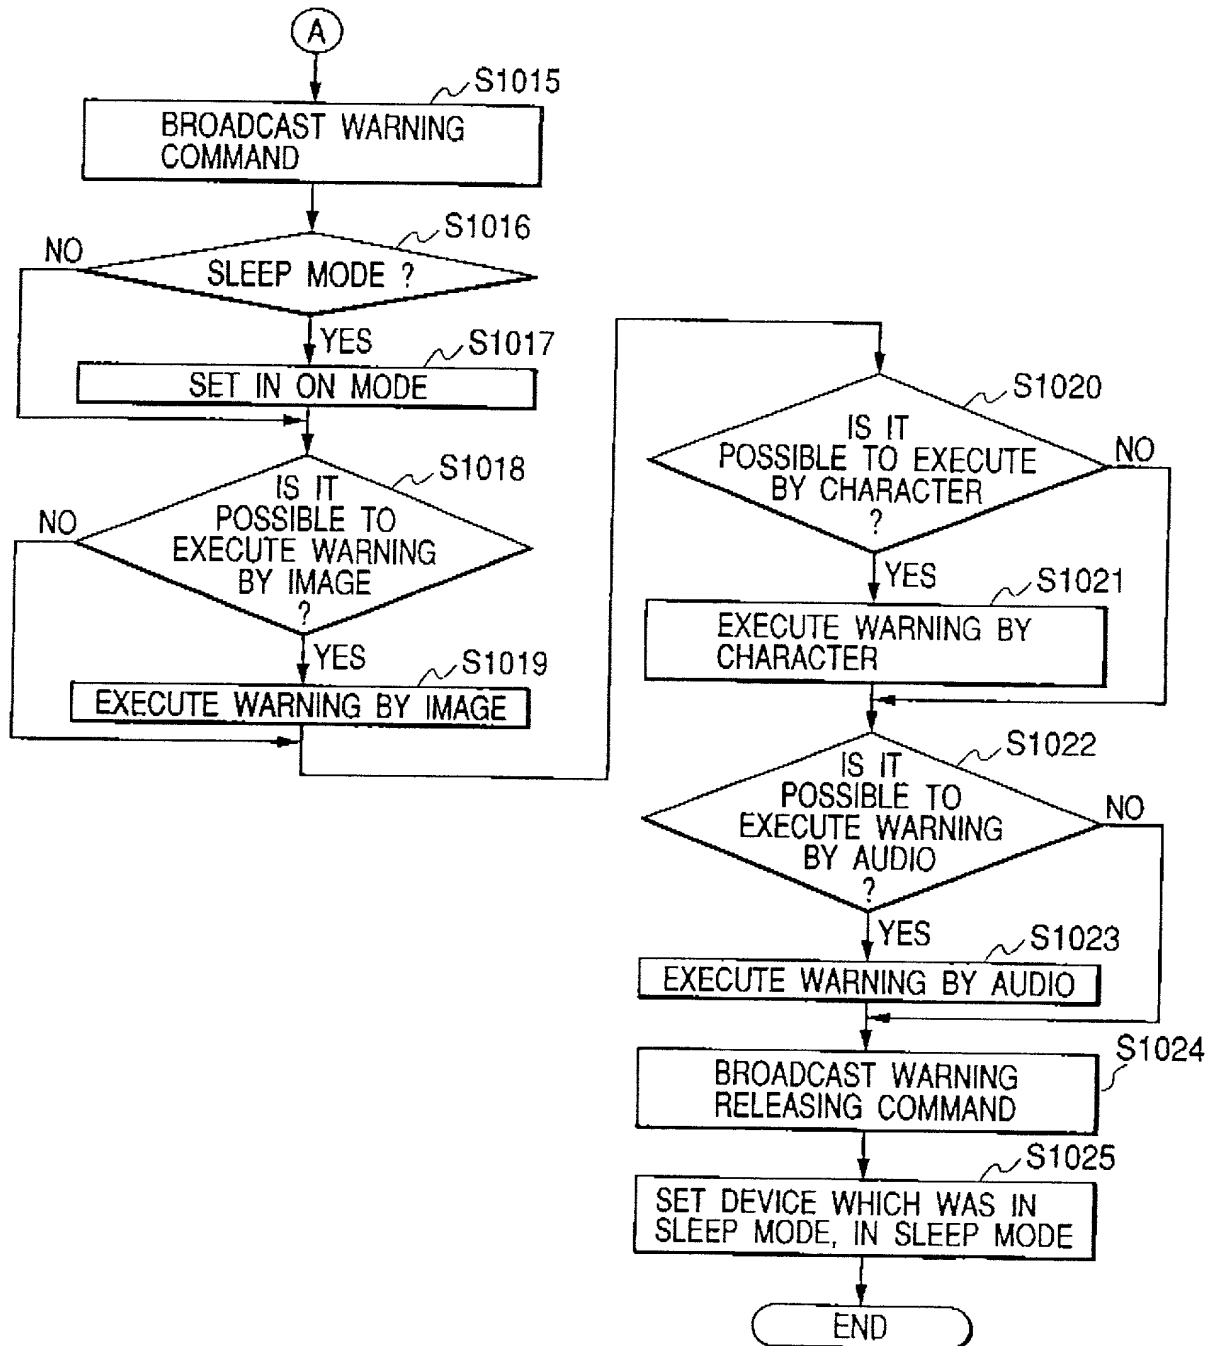 A
S1015
BROADCAST WARNING
COMMAND
S1016
NO
SLEEP MODE ?
YES
S1017
SET IN ON MODE
S1018
NO
IS IT
POSSIBLE TO
EXECUTE WARNING
BY IMAGE
?
YES
S1019
EXECUTE WARNING BY IMAGE
S1020
IS IT
POSSIBLE TO EXECUTE
BY CHARACTER
?
NO
YES
S1021
EXECUTE WARNING BY
CHARACTER
S1022
IS IT
POSSIBLE TO
EXECUTE WARNING
BY AUDIO
?
NO
YES
S1023
EXECUTE WARNING BY AUDIO
S1024
BROADCAST WARNING
RELEASING COMMAND
S1025
SET DEVICE WHICH WAS IN
SLEEP MODE, IN SLEEP MODE
END